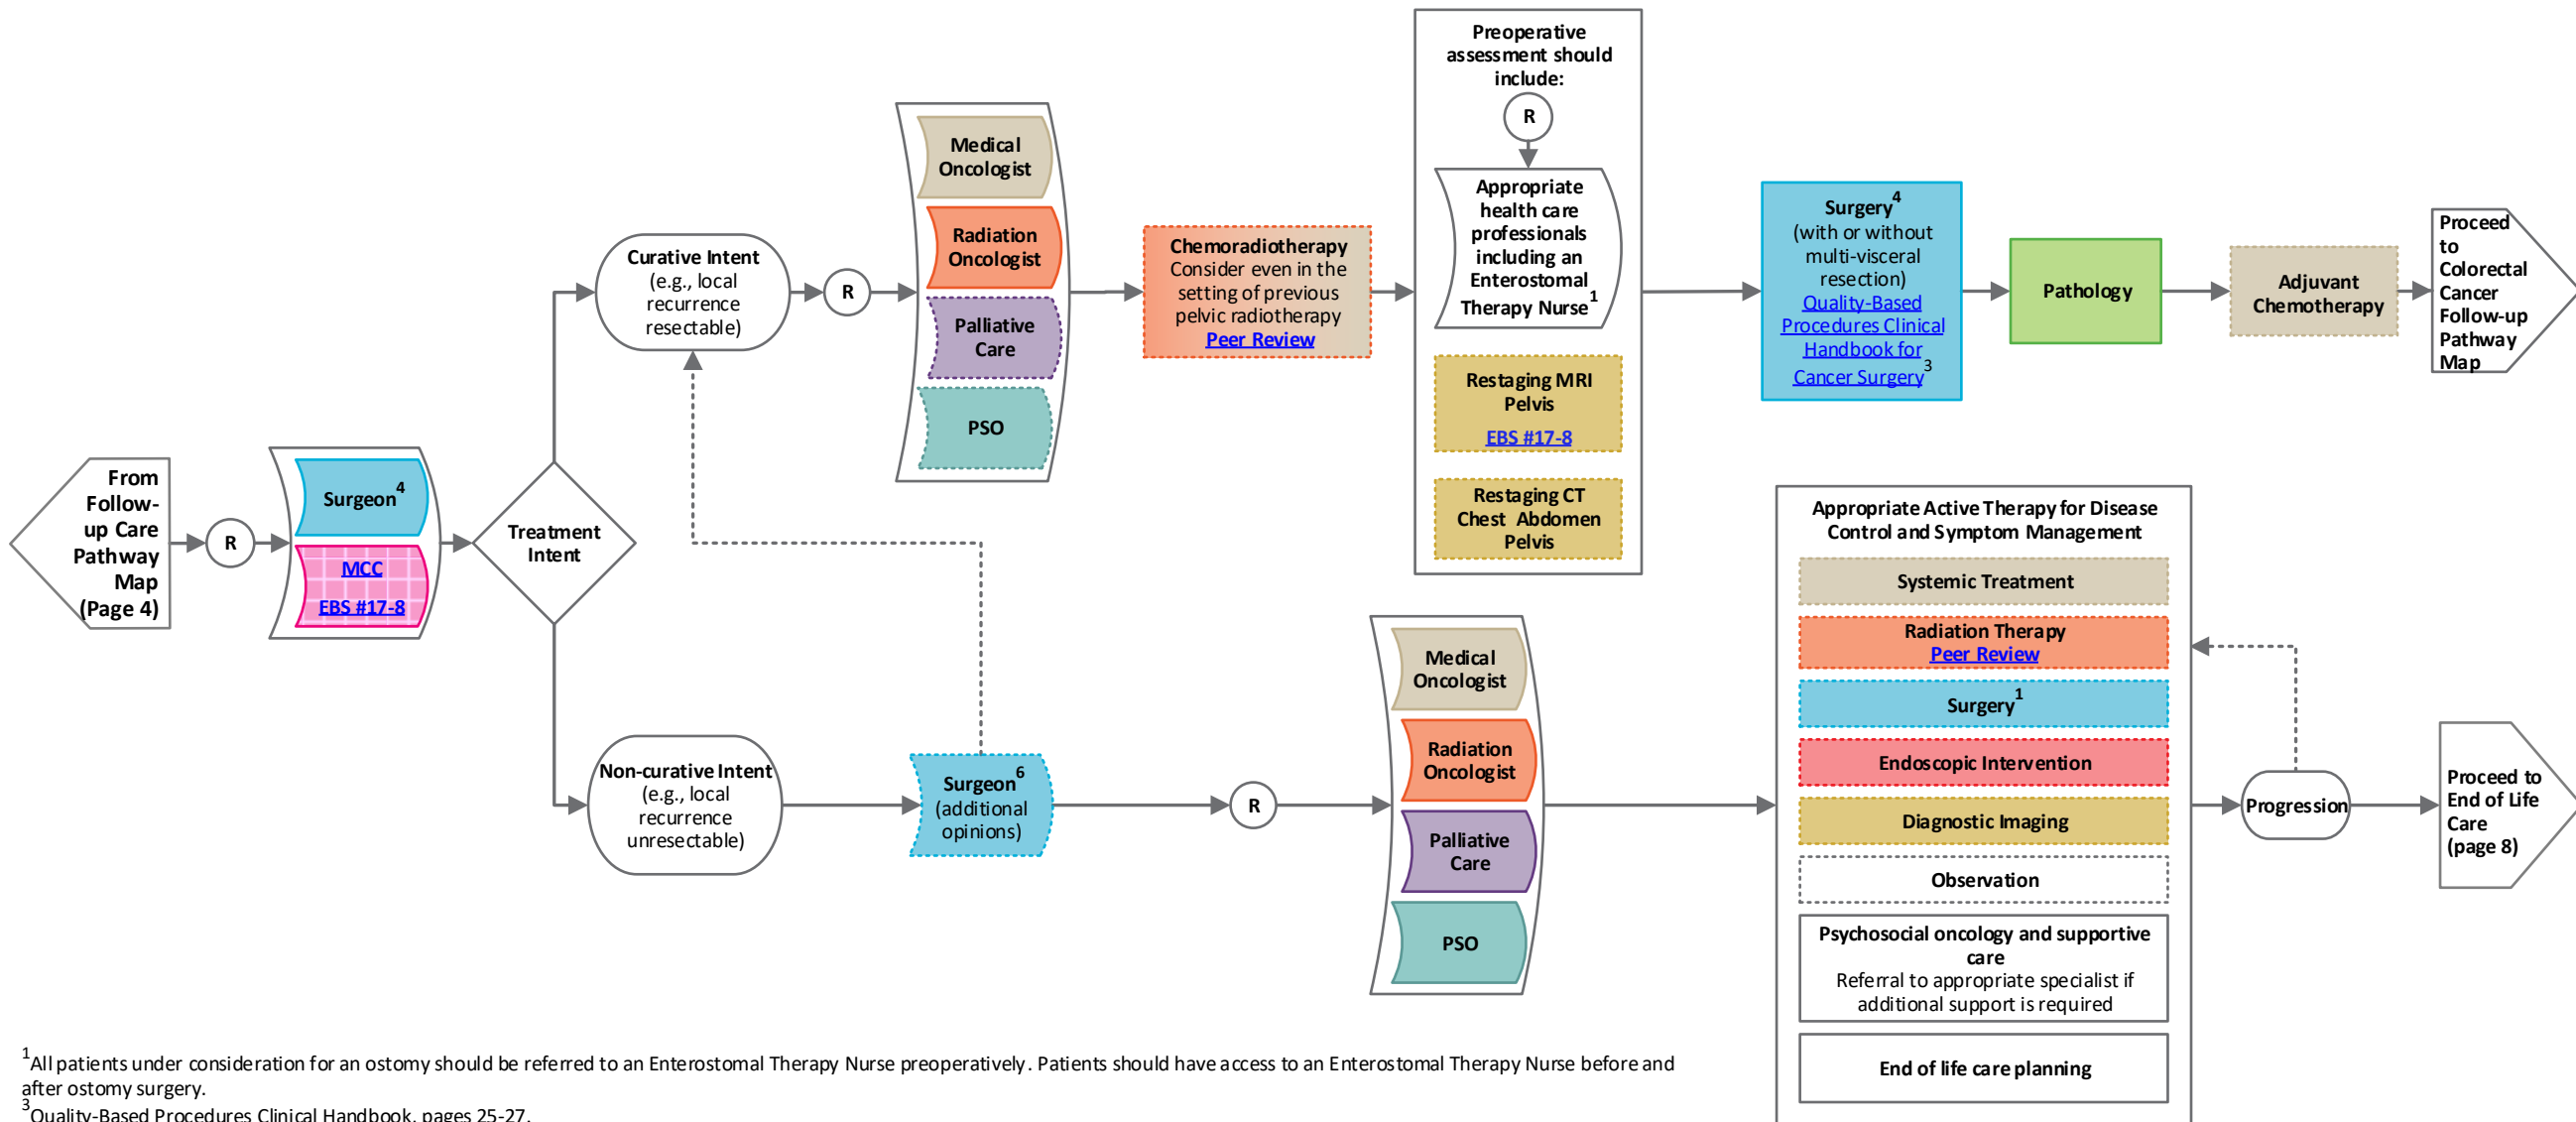 From
Follow-
up Care
Pathway
Map
(Page 4)
R
Surgeon4
MCC
EBS #17-8
Treatment
Intent
Curative Intent
(e.g., local
recurrence
resectable)
R
Medical
Oncologist
Radiation
Oncologist
Palliative
Care
PSO
Chemoradiotherapy
Consider even in the
setting of previous
pelvic radiotherapy
Peer Review
Preoperative
assessment should
include:
R
Appropriate
health care
professionals
including an
Enterostomal
Therapy Nurse1
Restaging MRI
Pelvis
EBS #17-8
Restaging CT
Chest Abdomen
Pelvis
Surgery4
(with or without
multi-visceral
resection)
Quality-Based
Procedures Clinical
Handbook for
Cancer Surgery3
Pathology
Adjuvant
Chemotherapy
Proceed
to
Colorectal
Cancer
Follow-up
Pathway
Map
Non-curative Intent
(e.g., local
recurrence
unresectable)
Surgeon6
(additional
opinions)
R
Medical
Oncologist
Radiation
Oncologist
Palliative
Care
PSO
Appropriate Active Therapy for Disease
Control and Symptom Management
Systemic Treatment
Radiation Therapy
Peer Review
Surgery1
Endoscopic Intervention
Diagnostic Imaging
Observation
Psychosocial oncology and supportive
care
Referral to appropriate specialist if
additional support is required
End of life care planning
Progression
Proceed to
End of Life
Care
(page 8)
1All patients under consideration for an ostomy should be referred to an Enterostomal Therapy Nurse preoperatively. Patients should have access to an Enterostomal Therapy Nurse before and
after ostomy surgery.
3Quality-Based Procedures Clinical Handbook, pages 25-27.